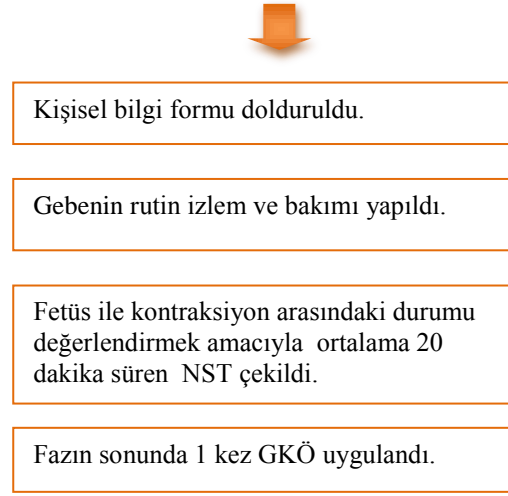 Kişisel bilgi formu dolduruldu.
Gebenin rutin izlem ve bakımı yapıldı.
Fetüs ile kontraksiyon arasındaki durumu
değerlendirmek amacıyla ortalama 20
dakika süren NST çekildi.
Fazın sonunda 1 kez GKÖ uygulandı.